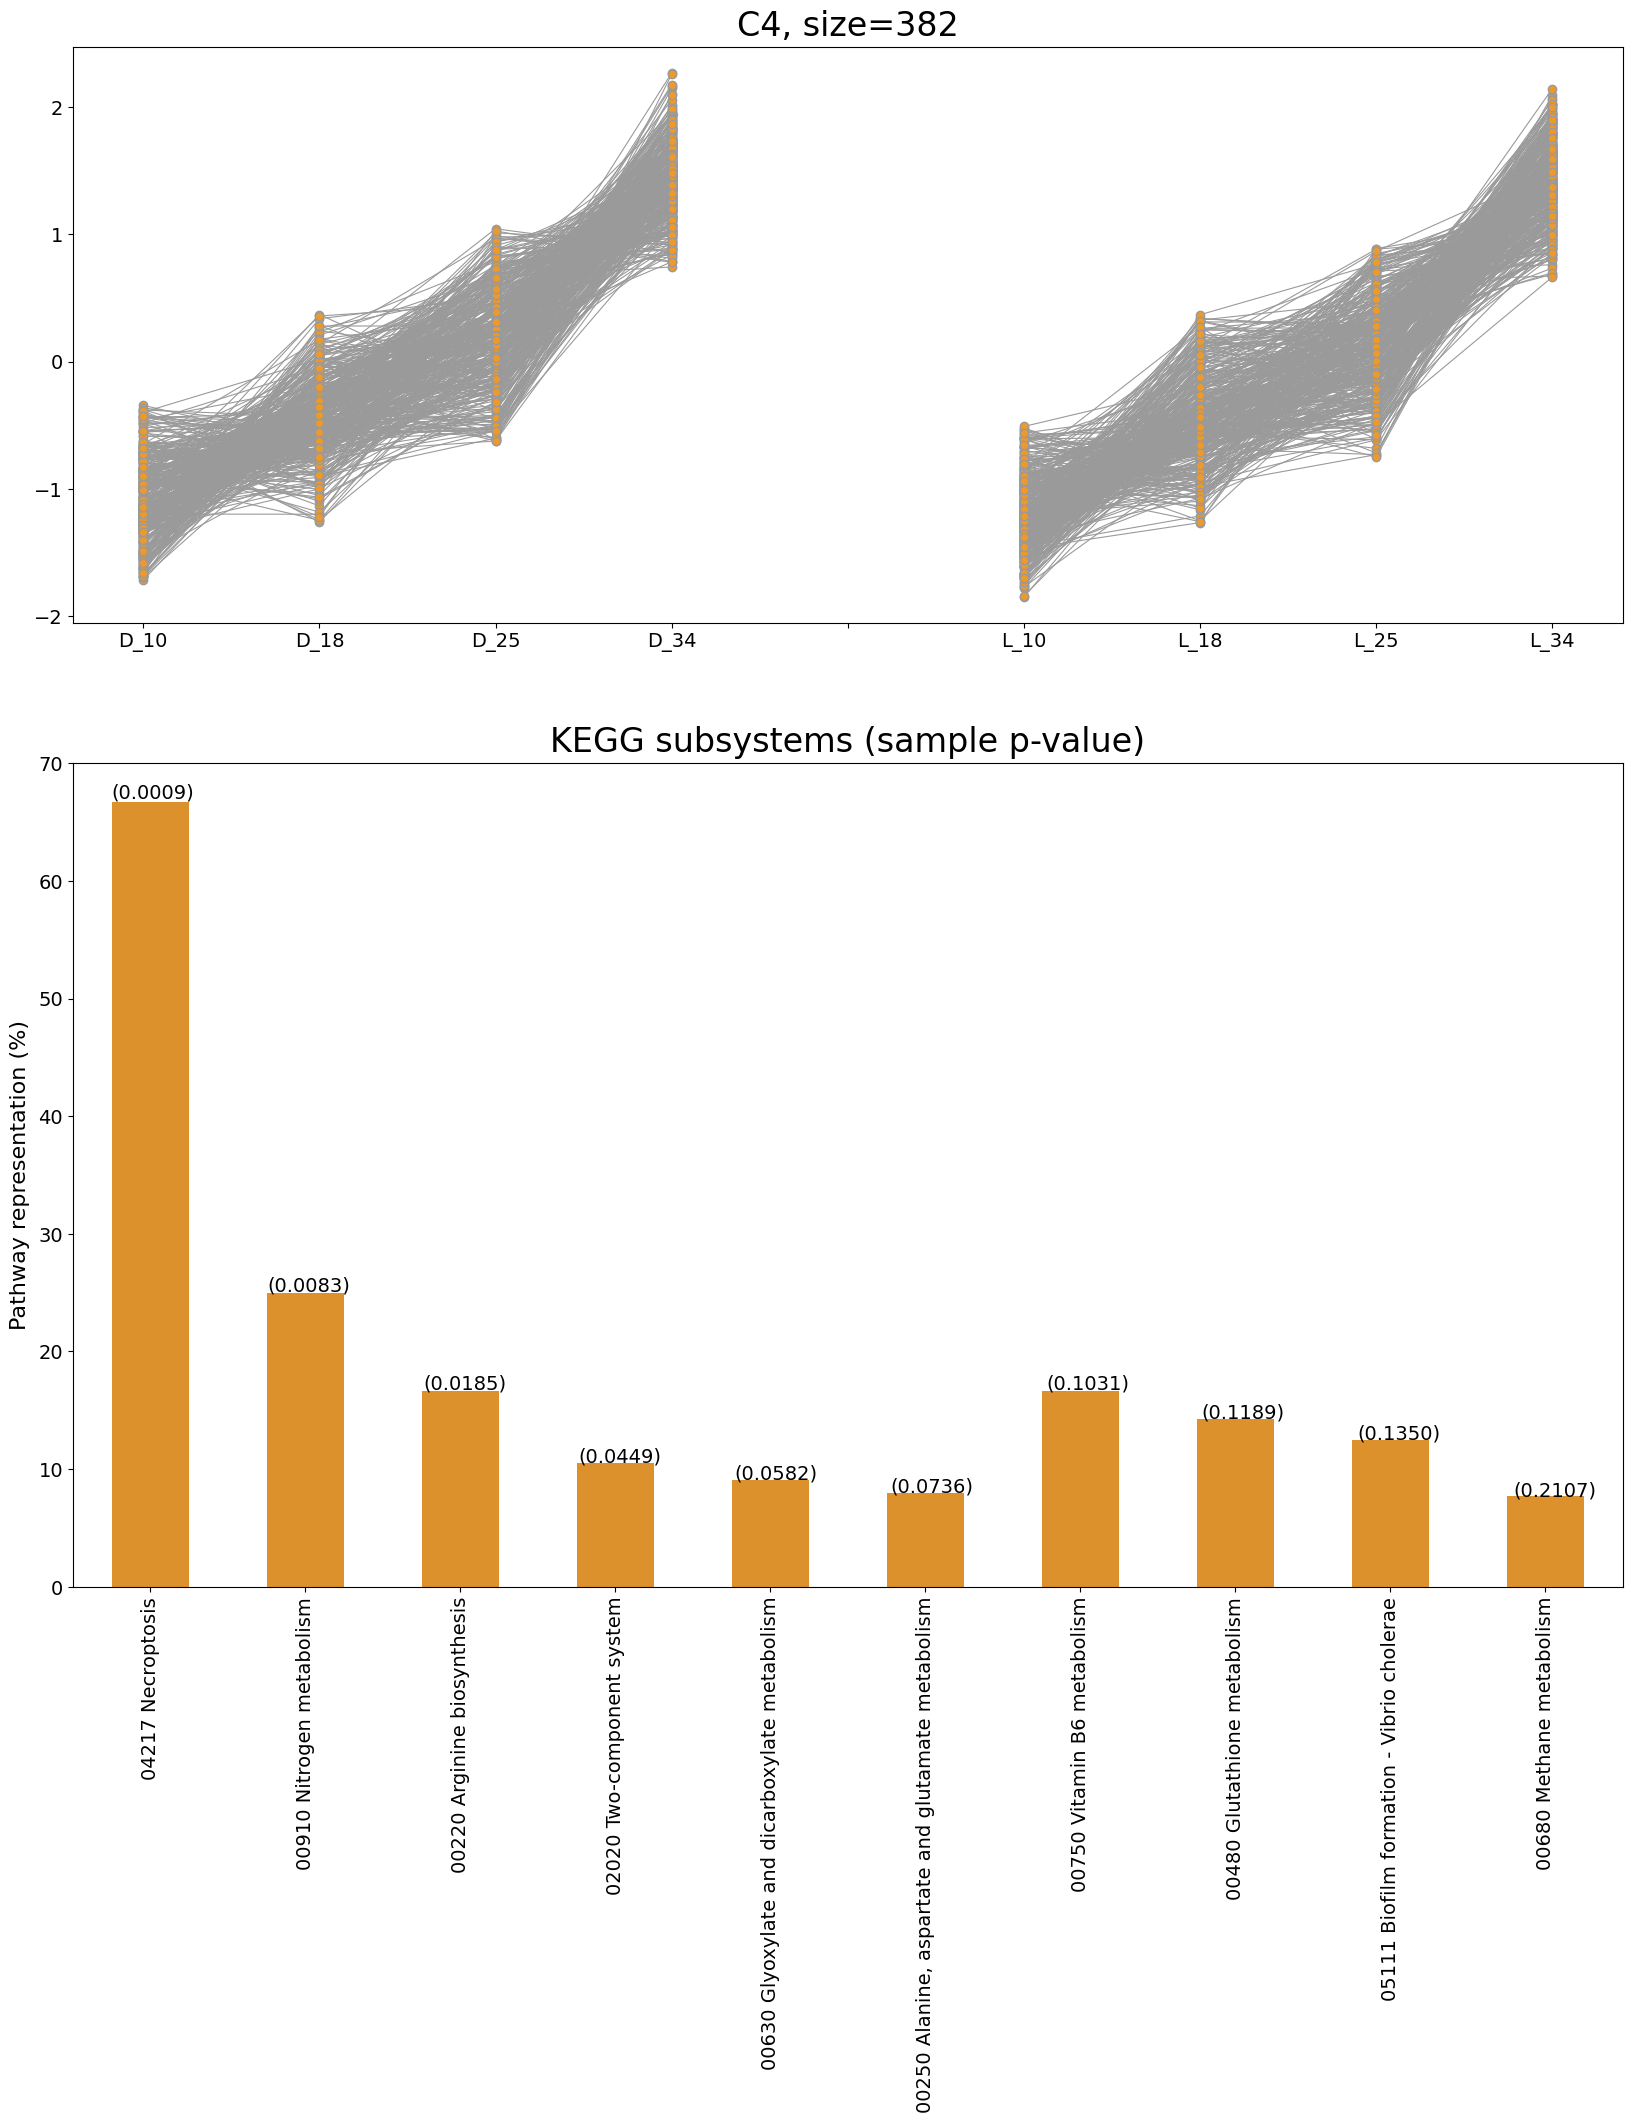 C4, size=382
2
1
0
−1
−2
D_10 D_18 D_25 D_34 L_10 L_18 L_25 L_34
KEGG subsystems (sample p-value)
Pathway representation (%)
70
60
50
40
30
20
10
0
(0.0009)
(0.0083)
(0.0185)
(0.0449)
(0.0582)
(0.0736)
(0.1031)
(0.1189)
(0.1350)
(0.2107)
04217 Necroptosis
00910 Nitrogen metabolism
00220 Arginine biosynthesis
02020 Two-component system
00630 Glyoxylate and dicarboxylate metabolism
00250 Alanine, aspartate and glutamate metabolism
00750 Vitamin B6 metabolism
00480 Glutathione metabolism
05111 Biofilm formation - Vibrio cholerae
00680 Methane metabolism